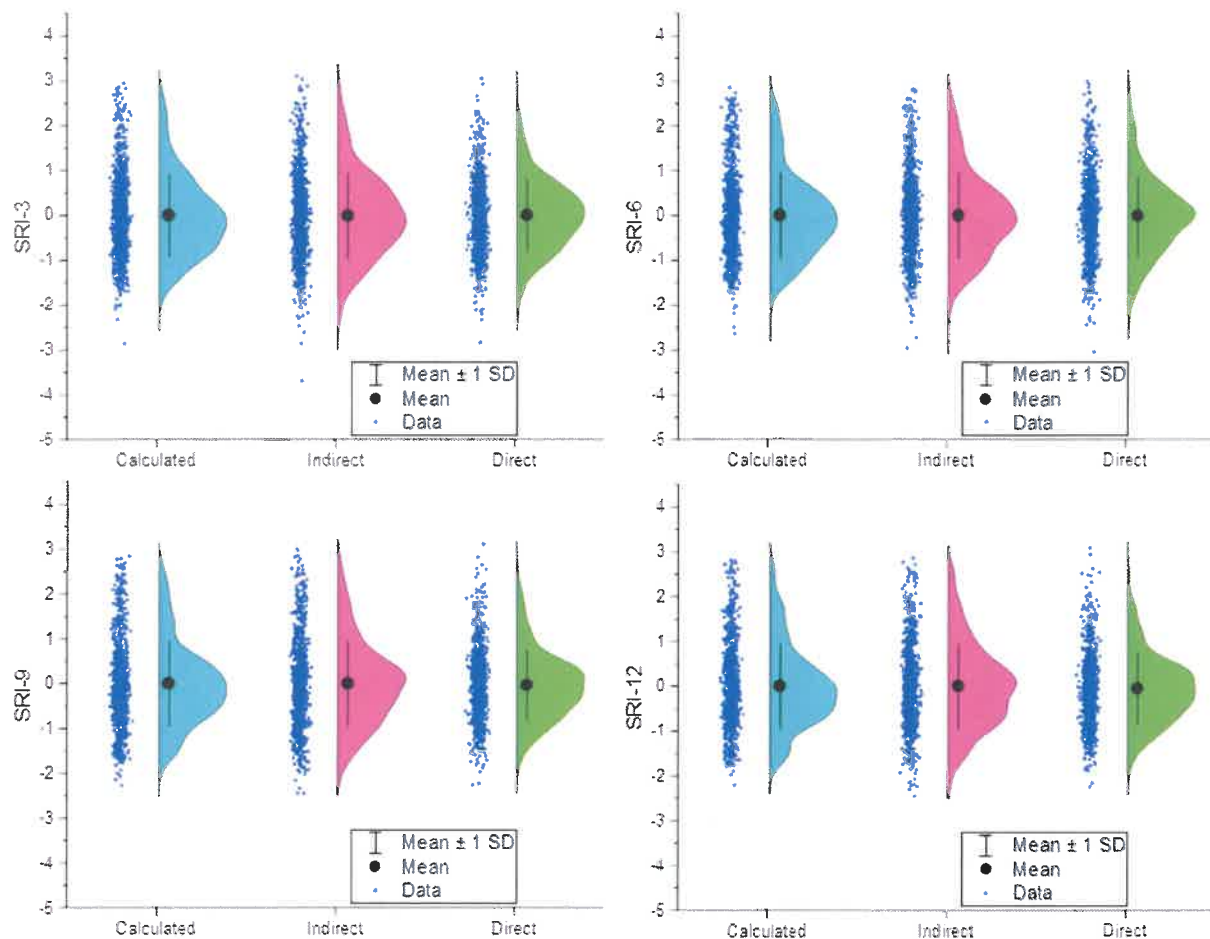 SRI-3
4
3
2
1
0
-1
-2
-3
-4
-5
Calculated
Indirect
Direct
Mean ± 1 SD
Mean
Data
SRI-6
4
3
2
1
0
-1
-2
-3
-4
-5
Calculated
Indirect
Direct
Mean ± 1 SD
Mean
Data
SRI-9
4
3
2
1
0
-1
-2
-3
-4
-5
Calculated
Indirect
Direct
Mean ± 1 SD
Mean
Data
SRI-12
4
3
2
1
0
-1
-2
-3
-4
-5
Calculated
Indirect
Direct
Mean ± 1 SD
Mean
Data